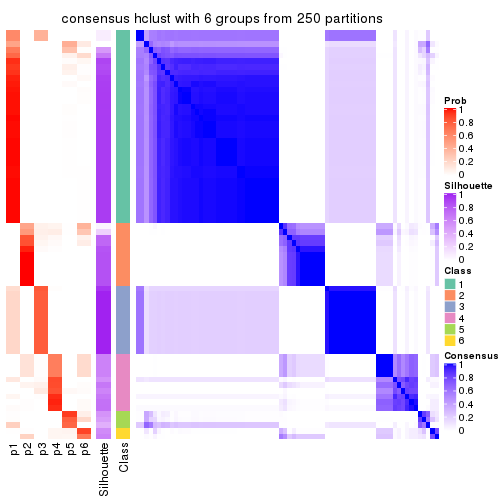 consensus hclust with 6 groups from 250 partitions
Prob
1
0.8
0.6
0.4
0.2
0
Silhouette
1
0.8
0.6
0.4
0.2
0
Class
1
2
3
4
5
6
Consensus
1
0.8
0.6
0.4
0.2
0
p1
p2
p3
p4
p5
p6
Silhouette
Class